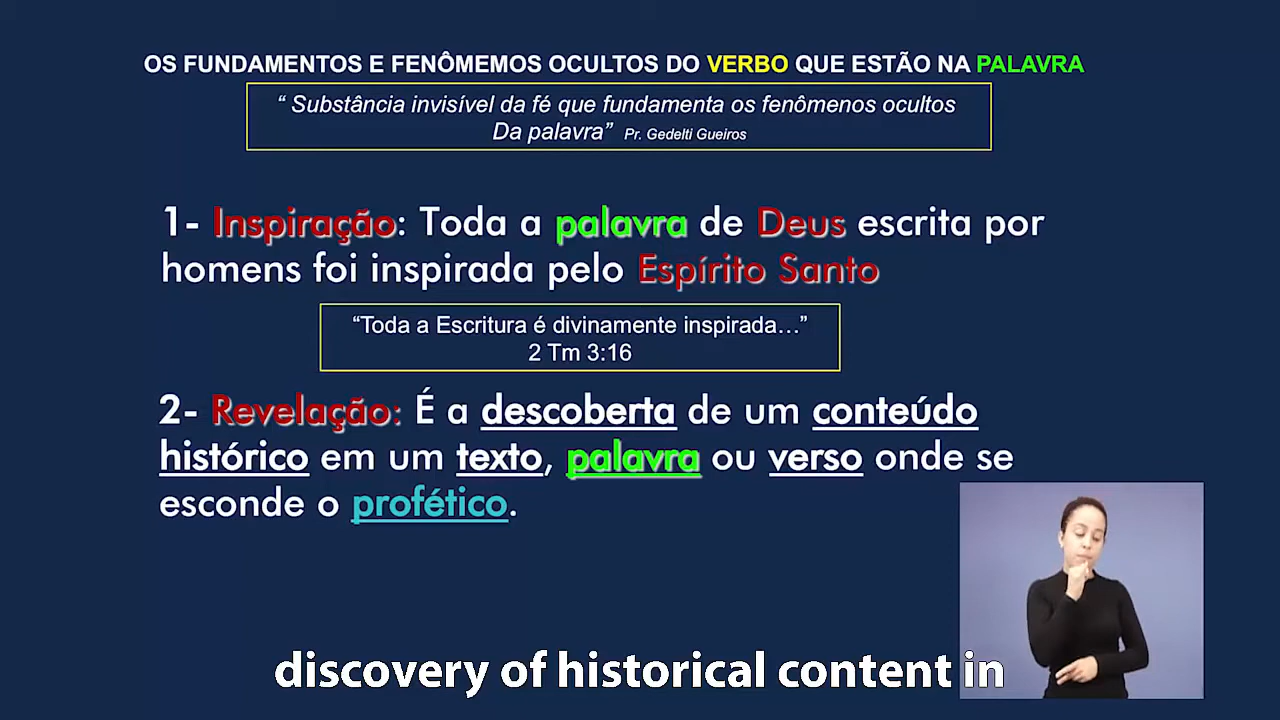 OS FUNDAMENTOS E FENÔMEMOS OCULTOS DO VERBO QUE ESTÃO NA PALAVRA
“ Substância invisível da fé que fundamenta os fenômenos ocultos
Da palavra” Pr. Gedelti Gueiros
1- Inspiração: Toda a palavra de Deus escrita por
homens foi inspirada pelo Espírito Santo
“Toda a Escritura é divinamente inspirada...”
2 Tm 3:16
2- Revelação: É a descoberta de um conteúdo
histórico em um texto, palavra ou verso onde se
esconde o profético.
discovery of historical content in